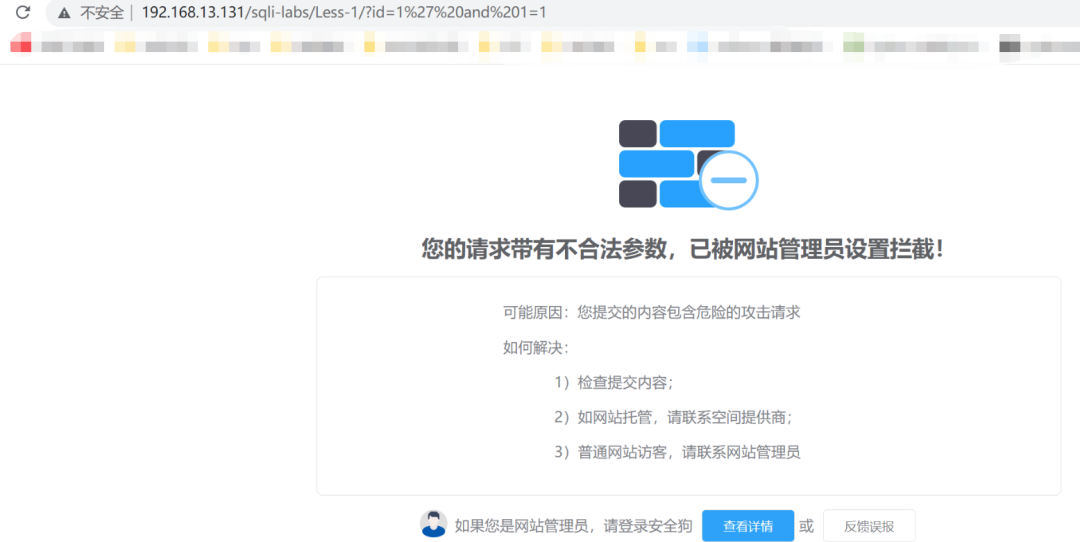 不安全 | 192.168.13.131/sqli-labs/Less-1/?id=1%27%20and%201=1
您的请求带有不合法参数，已被网站管理员设置拦截！
可能原因：您提交的内容包含危险的攻击请求
如何解决：
1）检查提交内容；
2）如网站托管，请联系空间提供商；
3）普通网站访客，请联系网站管理员
如果您是网站管理员，请登录安全狗 查看详情 或 反馈误报